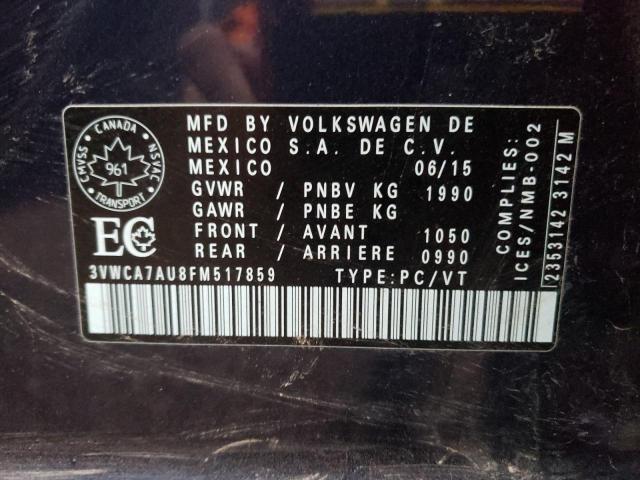 CANADA
CMVSS
NSVAC
961
TRANSPORT
EC
MFD BY VOLKSWAGEN DE
MEXICO S.A. DE C.V.
MEXICO 06/15
GVWR / PNBV KG 1990
GAWR / PNBE KG
FRONT / AVANT 1050
REAR / ARRIERE 0990
3VWCA7AU8FM517859 TYPE:PC/VT
COMPLIES:
ICES/NMB-002
2353142 3142 M